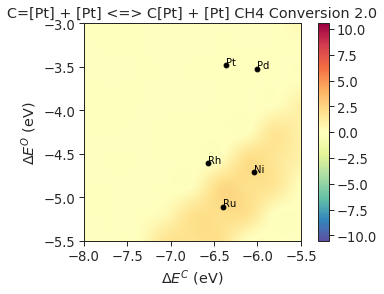 C=[Pt] + [Pt] <=> C[Pt] + [Pt] CH4 Conversion 2.0
−3.0
−3.5
−4.0
−4.5
−5.0
−5.5
ΔE^O (eV)
Pt
Pd
Rh
Ni
Ru
−8.0 −7.5 −7.0 −6.5 −6.0 −5.5
ΔE^C (eV)
10.0
7.5
5.0
2.5
0.0
−2.5
−5.0
−7.5
−10.0